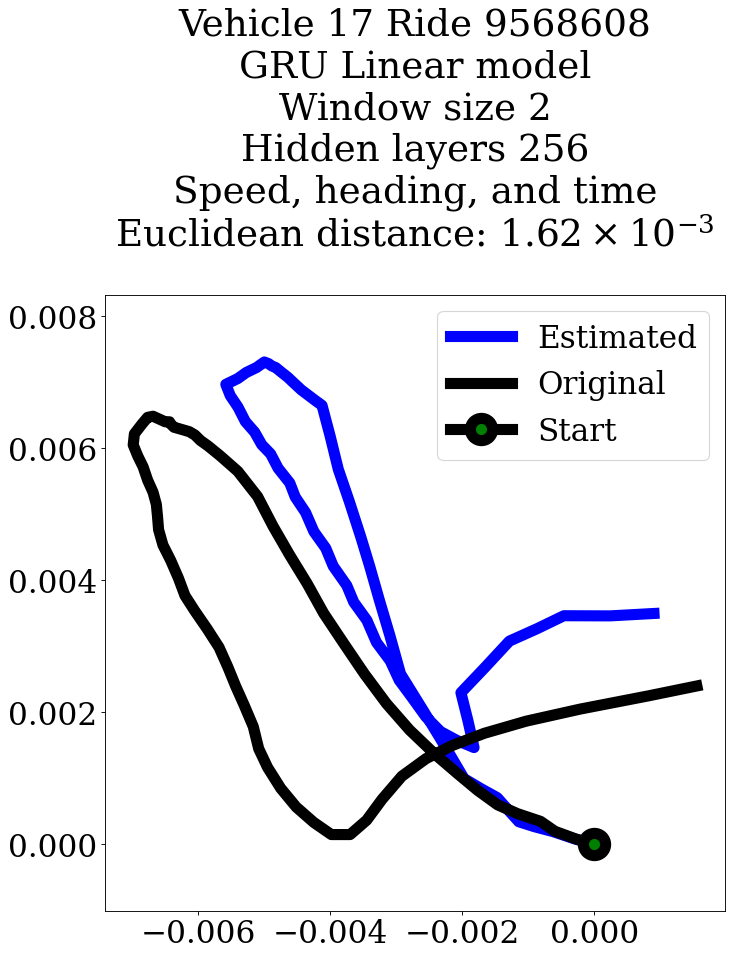 Vehicle 17 Ride 9568608
GRU Linear model
Window size 2
Hidden layers 256
Speed, heading, and time
Euclidean distance: 1.62 × 10⁻³
Estimated
Original
Start
0.008
0.006
0.004
0.002
0.000
−0.006 −0.004 −0.002 0.000